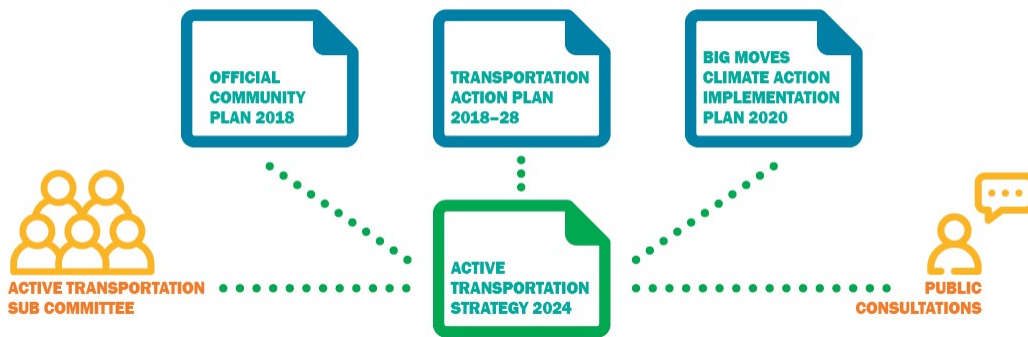 OFFICIAL
COMMUNITY
PLAN 2018
TRANSPORTATION
ACTION PLAN
2018–28
BIG MOVES
CLIMATE ACTION
IMPLEMENTATION
PLAN 2020
ACTIVE TRANSPORTATION
SUB COMMITTEE
ACTIVE
TRANSPORTATION
STRATEGY 2024
PUBLIC
CONSULTATIONS